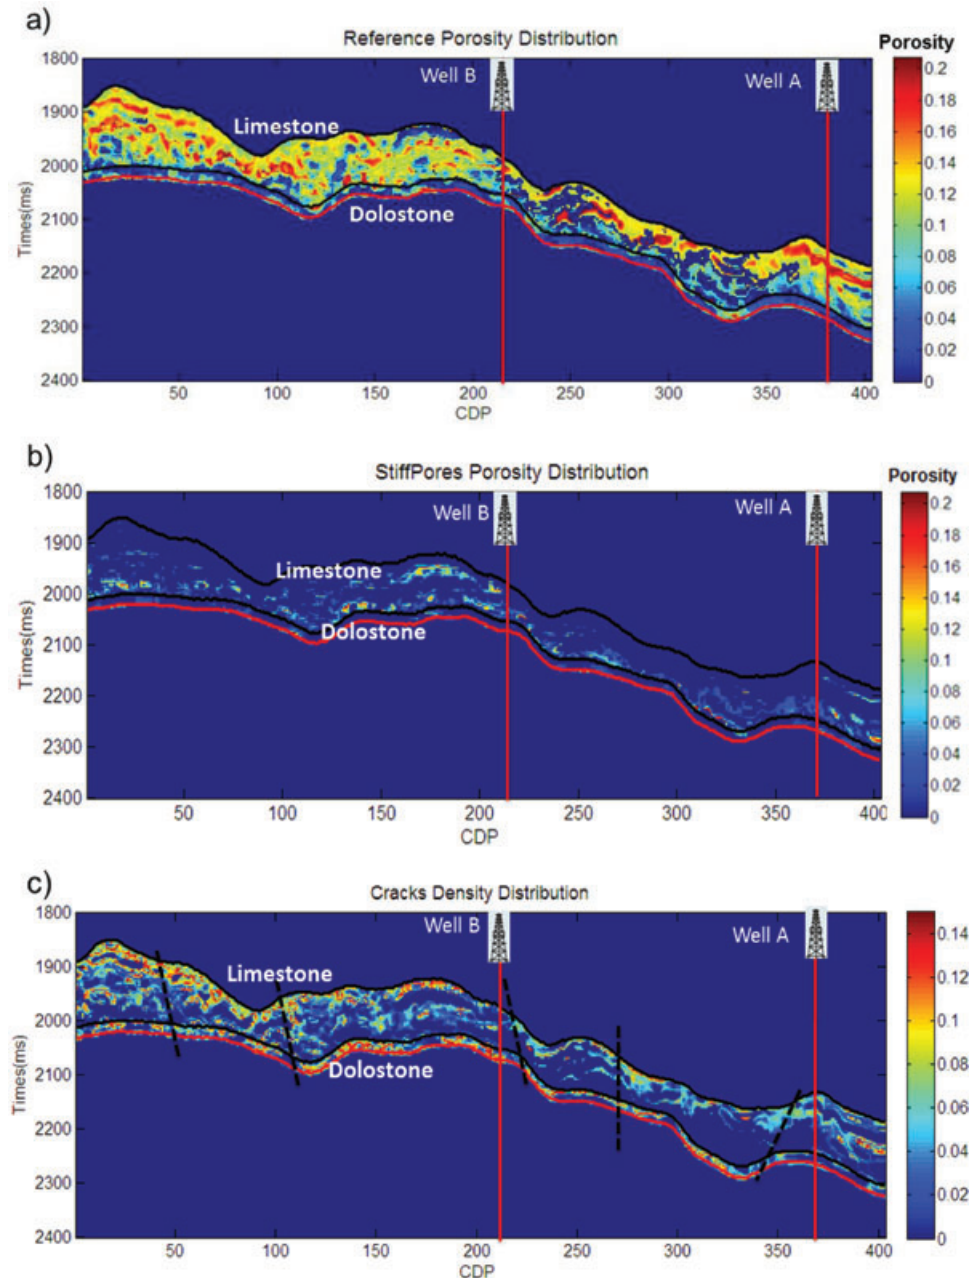 a)
Reference Porosity Distribution
Porosity
1800
1900
2000
2100
2200
2300
2400
Times(ms)
Well B
Well A
Limestone
Dolostone
50 100 150 200 250 300 350 400
CDP
0.2
0.18
0.16
0.14
0.12
0.1
0.08
0.06
0.04
0.02
0
b)
StiffPores Porosity Distribution
Porosity
1800
1900
2000
2100
2200
2300
2400
Times(ms)
Well B
Well A
Limestone
Dolostone
50 100 150 200 250 300 350 400
CDP
0.2
0.18
0.16
0.14
0.12
0.1
0.08
0.06
0.04
0.02
0
c)
Cracks Density Distribution
1800
1900
2000
2100
2200
2300
2400
Times(ms)
Well B
Well A
Limestone
Dolostone
50 100 150 200 250 300 350 400
CDP
0.14
0.12
0.1
0.08
0.06
0.04
0.02
0